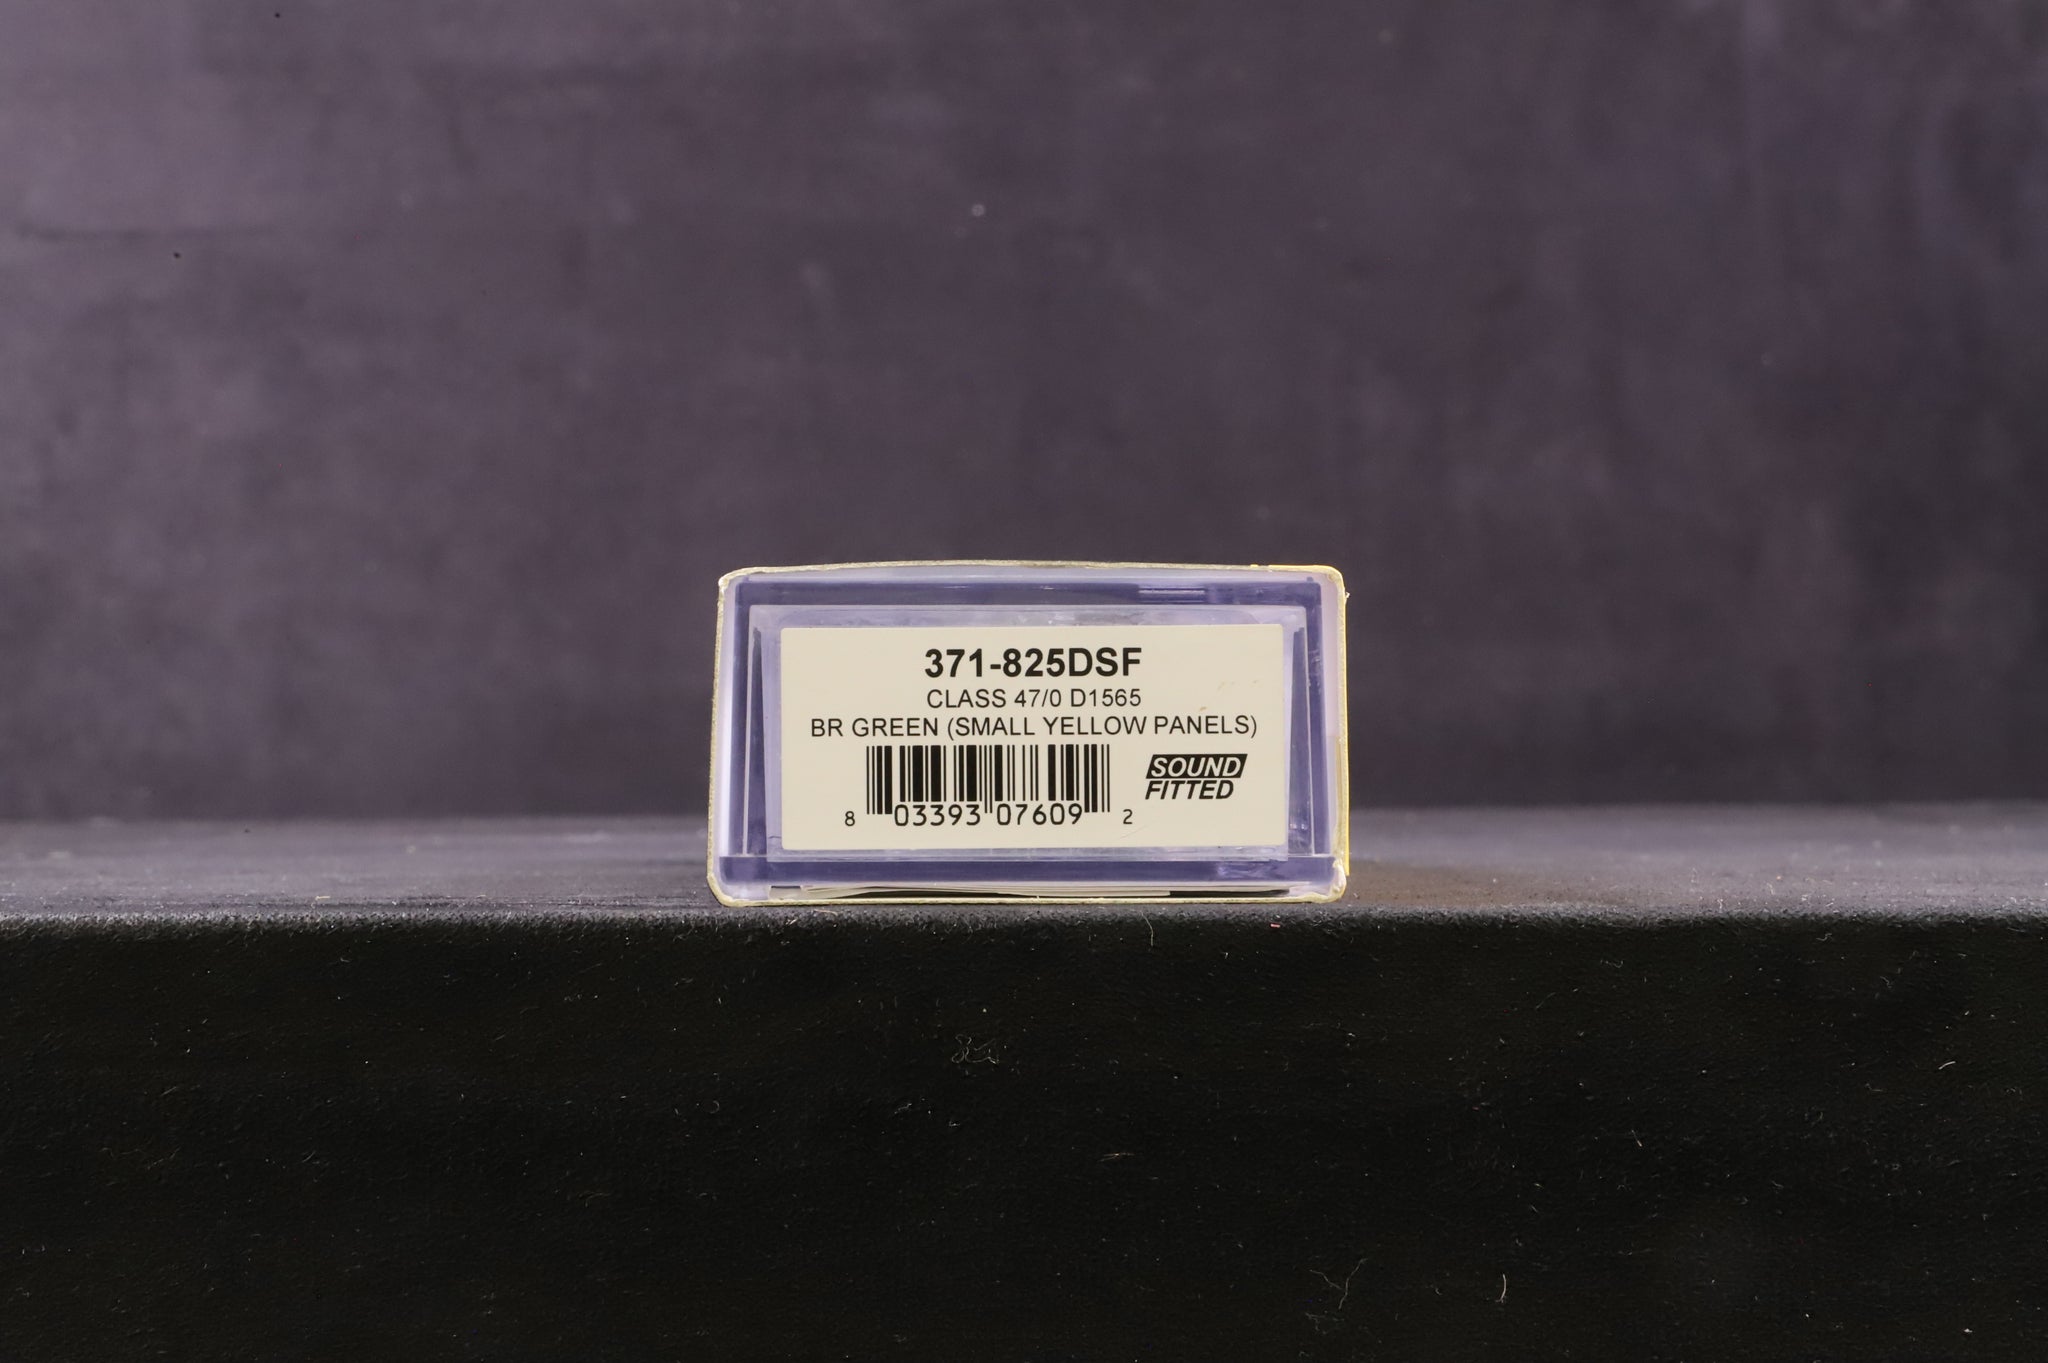 371-825DSF
CLASS 47/0 D1565
BR GREEN (SMALL YELLOW PANELS)
SOUND
FITTED
8 03393 07609 2